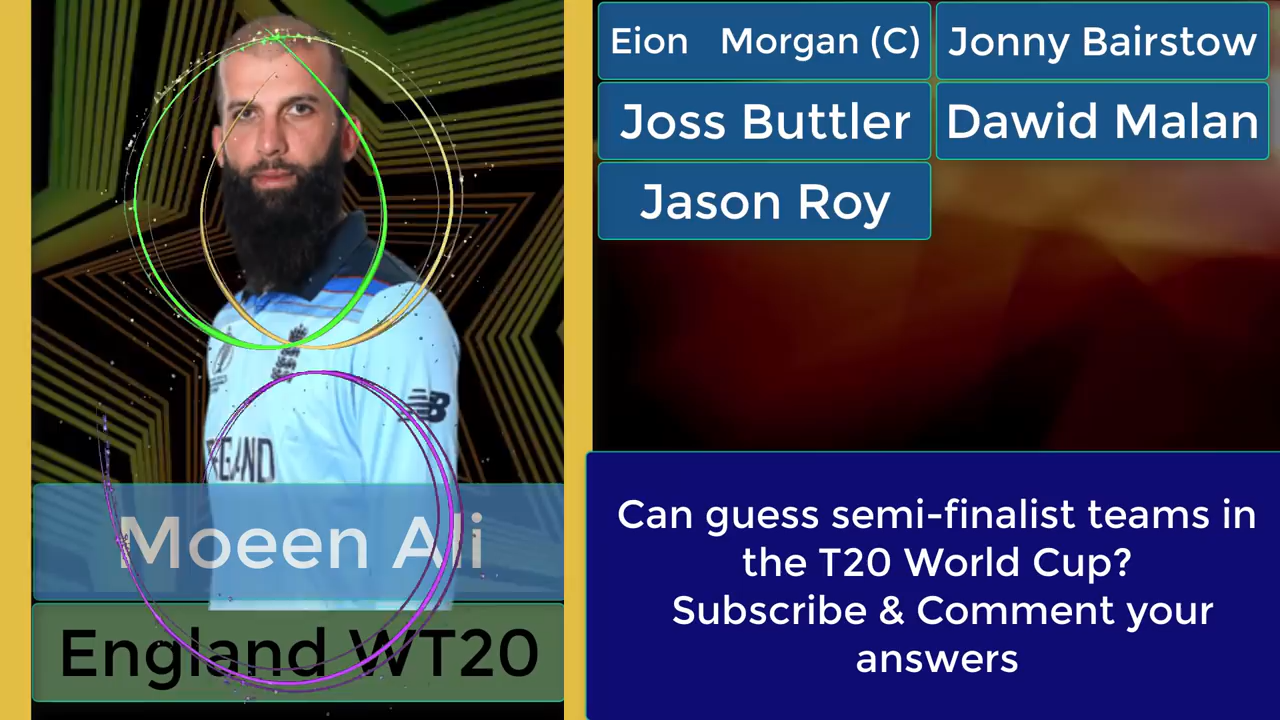 Eion Morgan (C)
Jonny Bairstow
Joss Buttler
Dawid Malan
Jason Roy
Moeen Ali
England WT20
Can guess semi-finalist teams in
the T20 World Cup?
Subscribe & Comment your
answers